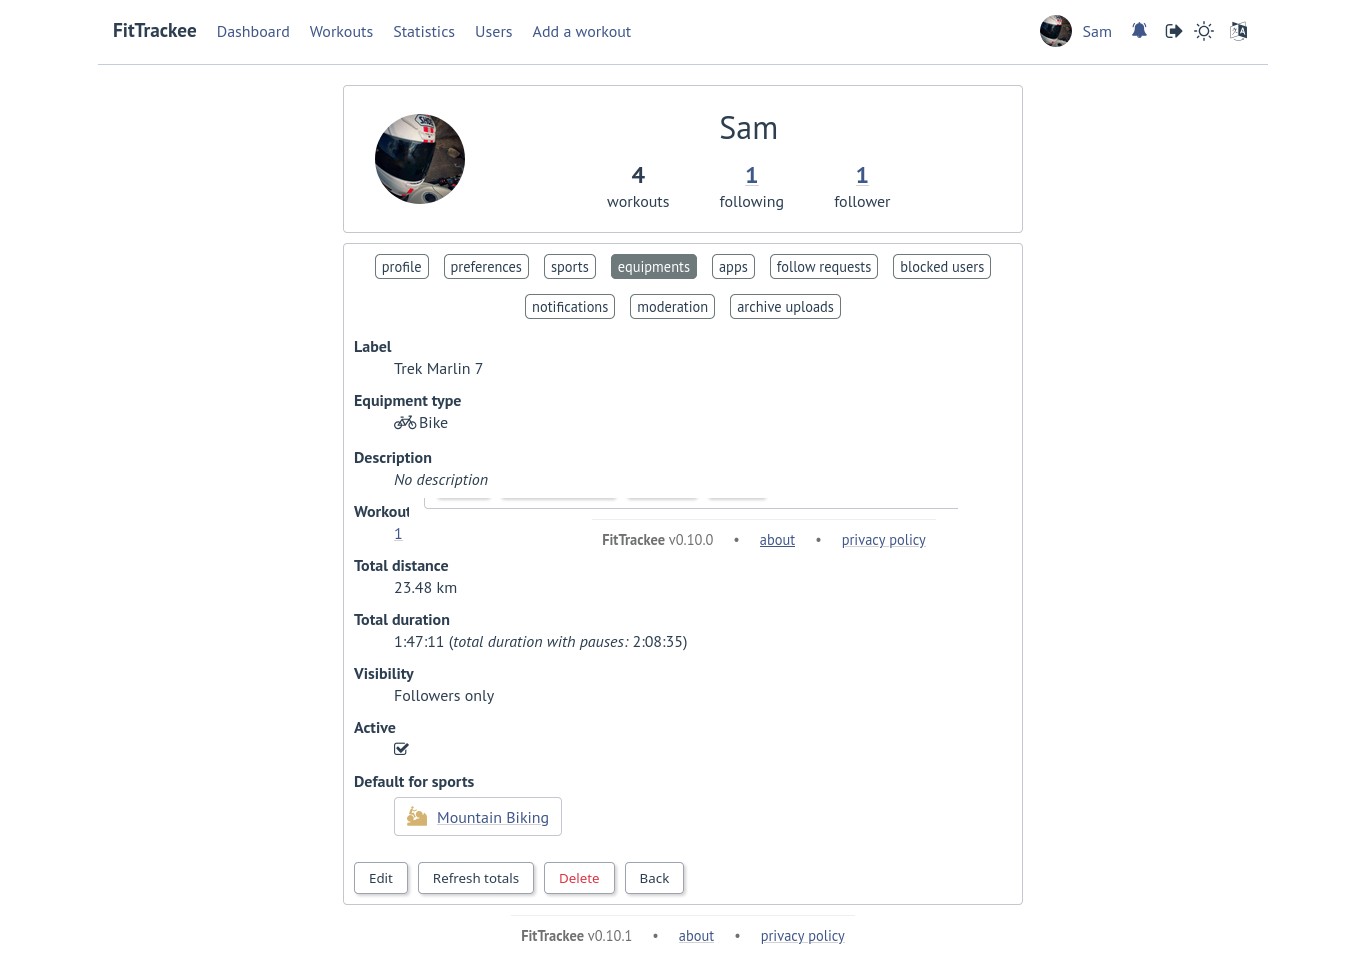 FitTrackee Dashboard Workouts Statistics Users Add a workout Sam
Sam
4 1 1
workouts following follower
profile preferences sports equipments apps follow requests blocked users
notifications moderation archive uploads
Label
Trek Marlin 7
Equipment type
Bike
Description
No description
Workout
1
FitTrackee v0.10.0 • about • privacy policy
Total distance
23.48 km
Total duration
1:47:11 (total duration with pauses: 2:08:35)
Visibility
Followers only
Active
Default for sports
Mountain Biking
Edit Refresh totals Delete Back
FitTrackee v0.10.1 • about • privacy policy